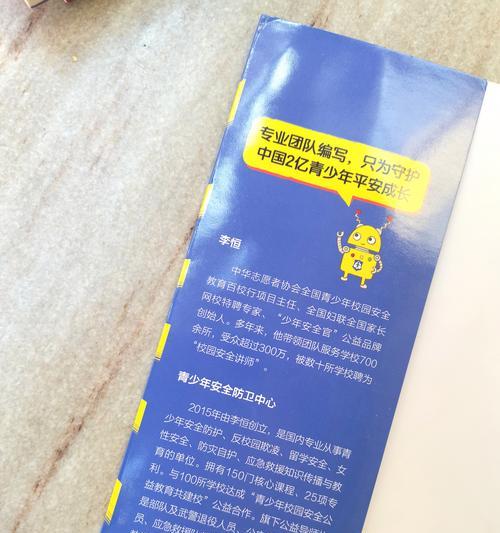 专业团队编写，只为守护
中国2亿青少年平安成长
李恒
中华志愿者协会全国青少年校园安全
教育百校行项目主任、全国妇联全国家长
网校特聘专家、“少年安全官”公益品牌
创始人。多年来，他带领团队服务学校700
余所，受众超过300万，被数十所学校聘为
“校园安全讲师”。
青少年安全防卫中心
2015年由李恒创立，是国内专业从事青
少年安全防护、反校园欺凌、留学安全、女
性安全、防灾自护、应急救援知识传播与教
育的单位。拥有150门核心课程、25项专
利。与100所学校达成“青少年校园安全公
益教育共建校”公益合作。旗下公益导师
是部队及武警退役人员、公安
员、应急救援队